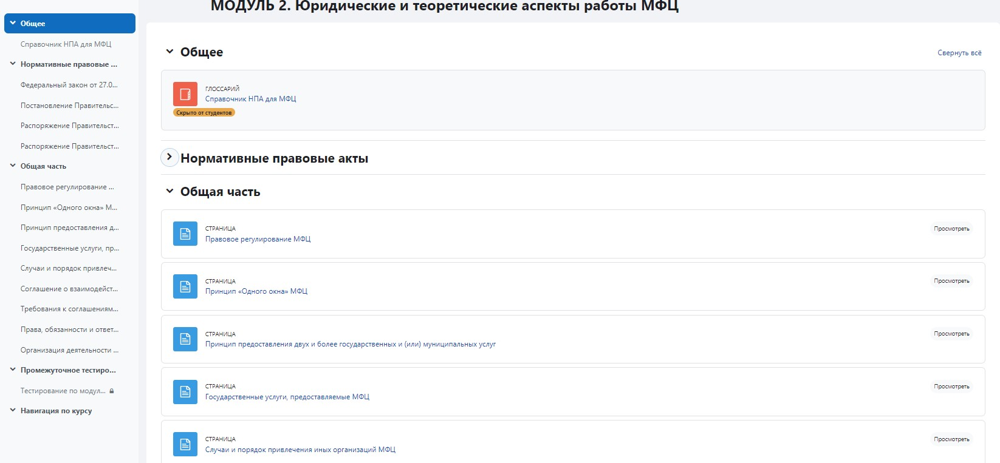 МОДУЛЬ 2. Юридические и теоретические аспекты работы МФЦ
Общее
Справочник НПА для МФЦ
Нормативные правовые ...
Федеральный закон от 27.0...
Постановление Правительс...
Распоряжение Правительст...
Распоряжение Правительст...
Общая часть
Правовое регулирование ...
Принцип «Одного окна» М...
Принцип предоставления д...
Государственные услуги, пр...
Случаи и порядок привлеч...
Соглашение о взаимодейст...
Требования к соглашениям...
Права, обязанности и ответ...
Организация деятельности ...
Промежуточное тестиро...
Тестирование по модул...
Навигация по курсу
Общее
Свернуть всё
ГЛОССАРИЙ
Справочник НПА для МФЦ
Скрыто от студентов
Нормативные правовые акты
Общая часть
СТРАНИЦА
Правовое регулирование МФЦ
Просмотреть
СТРАНИЦА
Принцип «Одного окна» МФЦ
Просмотреть
СТРАНИЦА
Принцип предоставления двух и более государственных и (или) муниципальных услуг
Просмотреть
СТРАНИЦА
Государственные услуги, предоставляемые МФЦ
Просмотреть
СТРАНИЦА
Случаи и порядок привлечения иных организаций МФЦ
Просмотреть